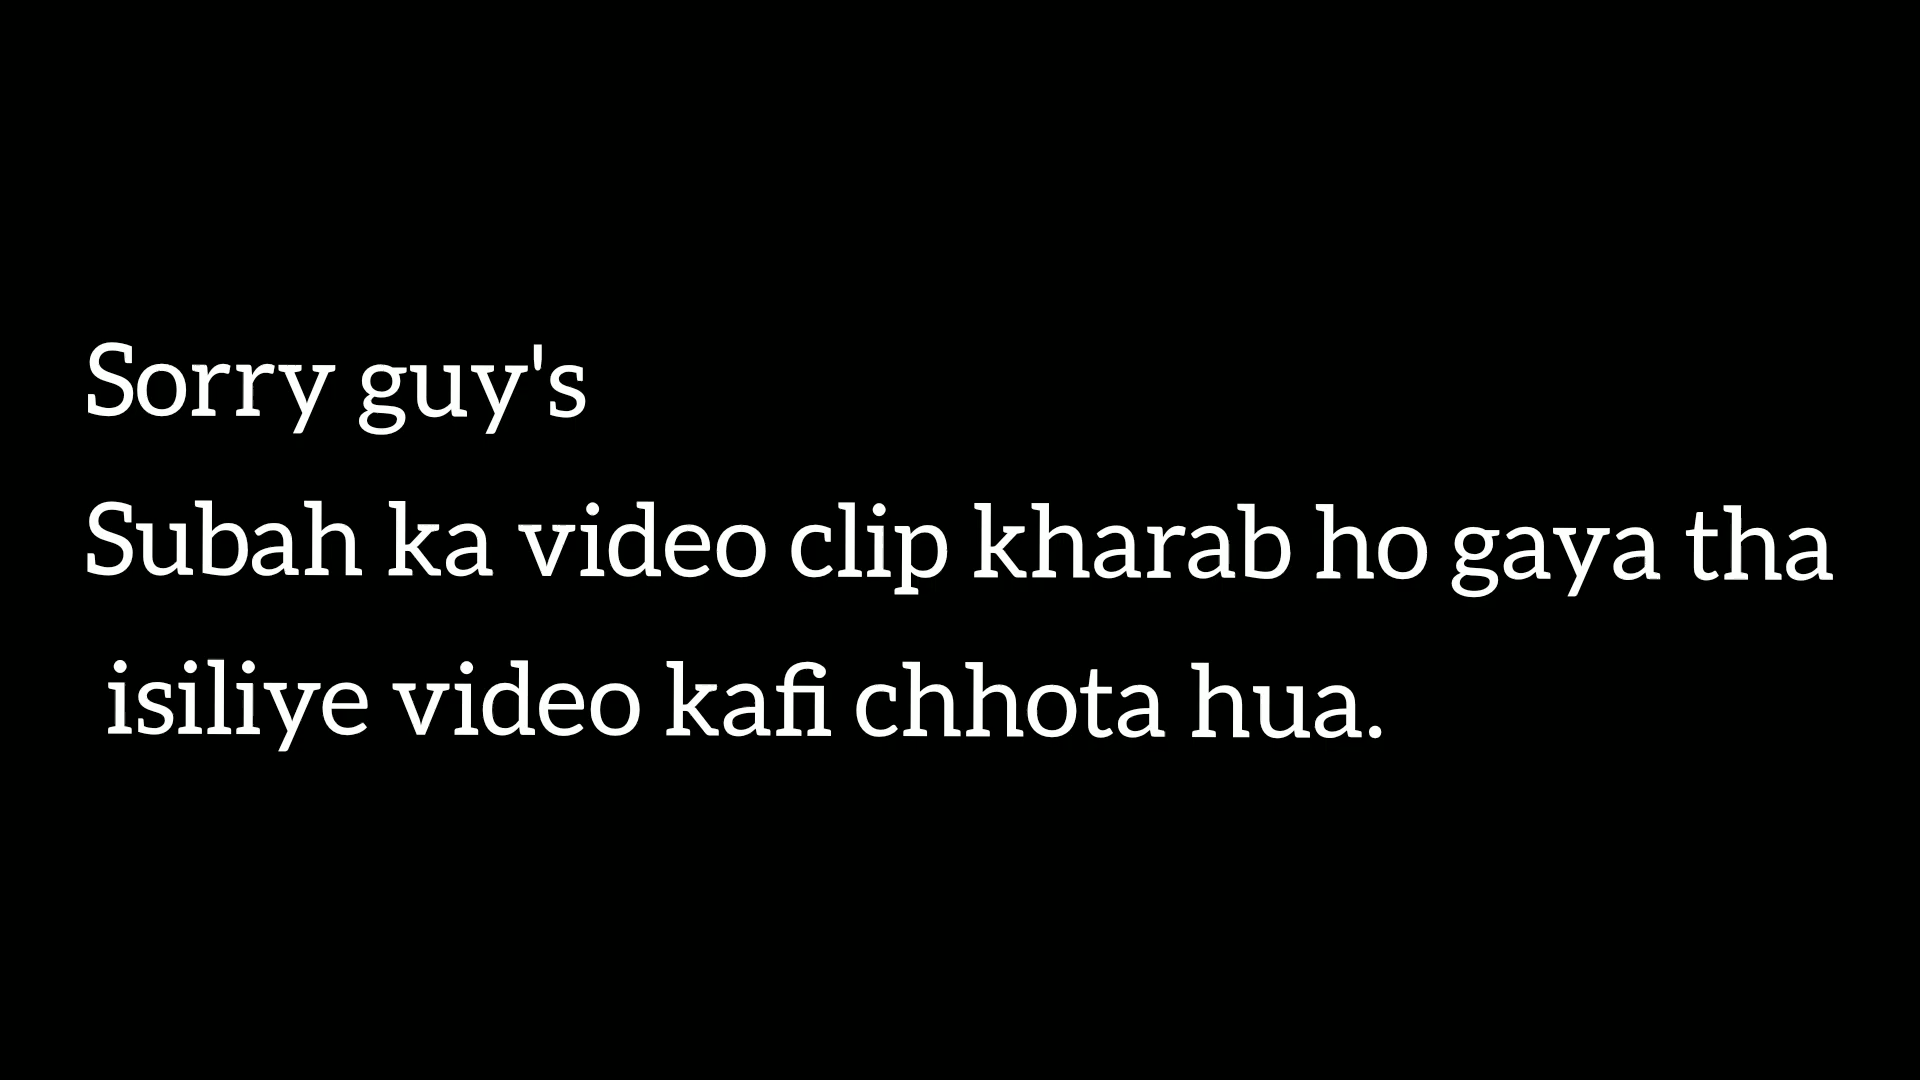 Sorry guy's
Subah ka video clip kharab ho gaya tha
isiliye video kafi chhota hua.